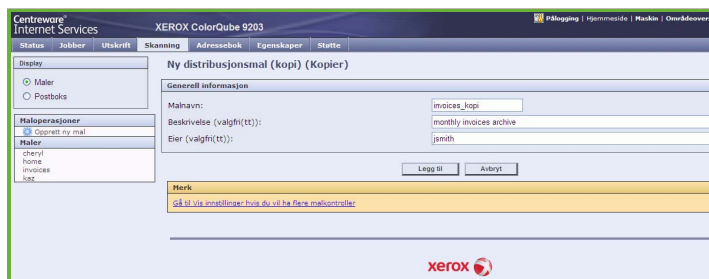 Centreware®
Internet Services
XEROX ColorQube 9203
Pålogging | Hjemmeside | Maskin | Områdeover
Status Jobber Utskrift Skanning Adressebok Egenskaper Støtte
Display
Maler
Postboks
Maloperasjoner
Opprett ny mal
Maler
cheryl
home
invoices
kaz
Ny distribusjonsmal (kopi) (Kopier)
Generell informasjon
Malnavn: invoices_kopi
Beskrivelse (valgfri(tt)): monthly invoices archive
Eier (valgfri(tt)): jsmith
Legg til Avbryt
Merk
Gå til Vis innstillinger hvis du vil ha flere malkontroller
xerox